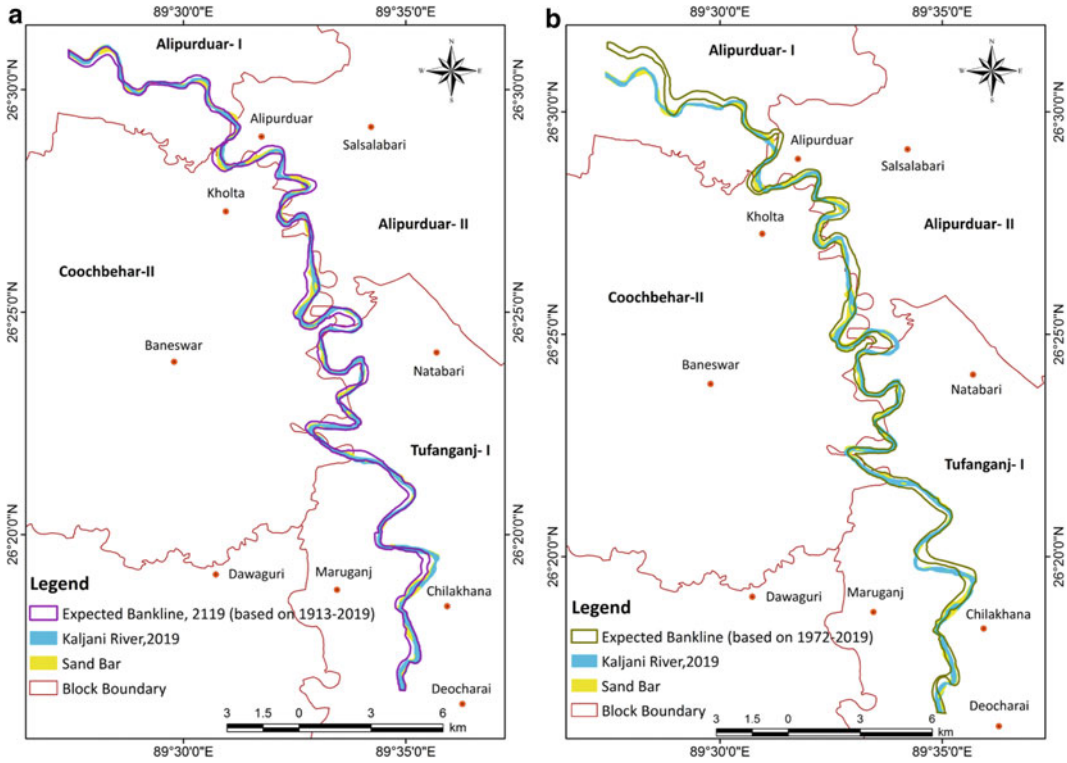 a
89°30'0"E
89°35'0"E
26°30'0"N
26°25'0"N
26°20'0"N
Alipurduar- I
N
W
E
S
Alipurduar
Salsalabari
Kholta
Alipurduar- II
Coochbehar-II
Baneswar
Natabari
Tufanganj- I
Dawaguri
Maruganj
Chilakhana
Deocharai
Legend
Expected Bankline, 2119 (based on 1913-2019)
Kaljani River,2019
Sand Bar
Block Boundary
3 1.5 0 3 6
km
89°30'0"E
89°35'0"E
b
89°30'0"E
89°35'0"E
Alipurduar- I
N
W
E
S
Alipurduar
Salsalabari
Kholta
Alipurduar- II
Coochbehar-II
Baneswar
Natabari
Tufanganj- I
Dawaguri
Maruganj
Chilakhana
Deocharai
Legend
Expected Bankline (based on 1972-2019)
Kaljani River,2019
Sand Bar
Block Boundary
3 1.5 0 3 6
km
26°30'0"N
26°25'0"N
26°20'0"N
89°30'0"E
89°35'0"E